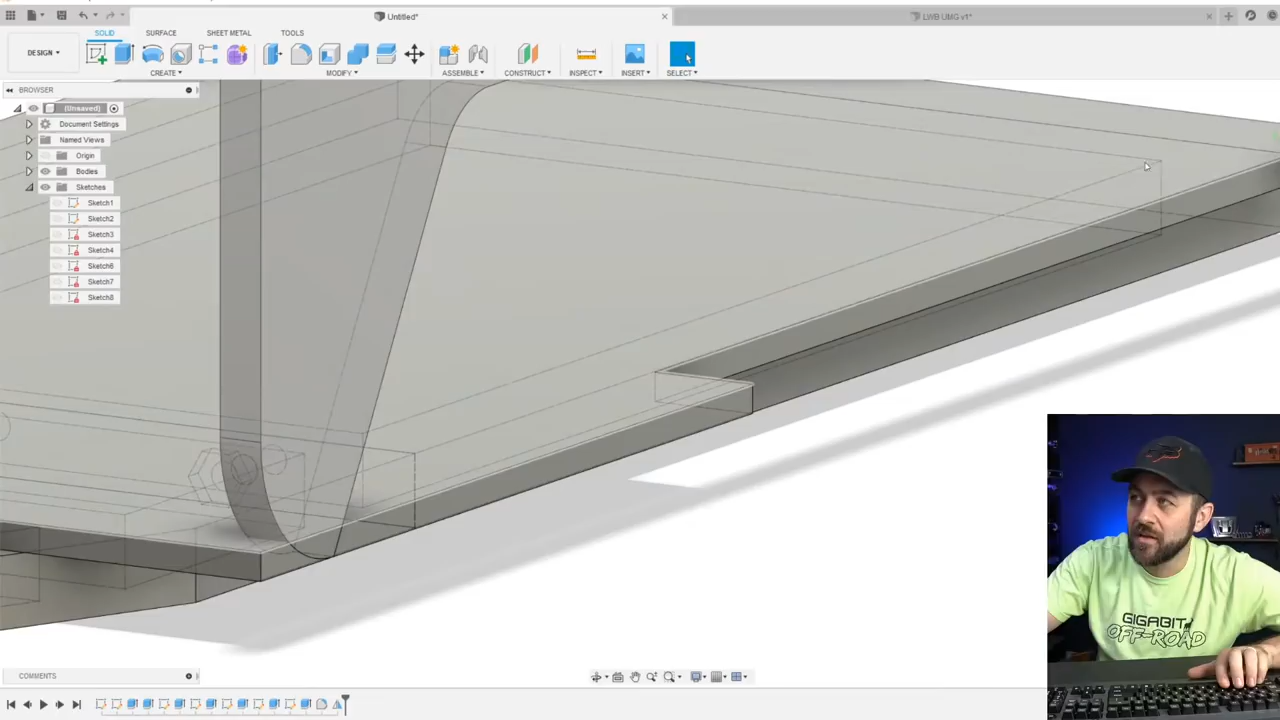 Untitled*
LWB UMG v1*
DESIGN
SOLID
SURFACE
SHEET METAL
TOOLS
CREATE
MODIFY
ASSEMBLE
CONSTRUCT
INSPECT
INSERT
SELECT
BROWSER
(Unsaved)
Document Settings
Named Views
Origin
Bodies
Sketches
Sketch1
Sketch2
Sketch3
Sketch4
Sketch6
Sketch7
Sketch8
COMMENTS
GIGABIT
OFF-ROAD